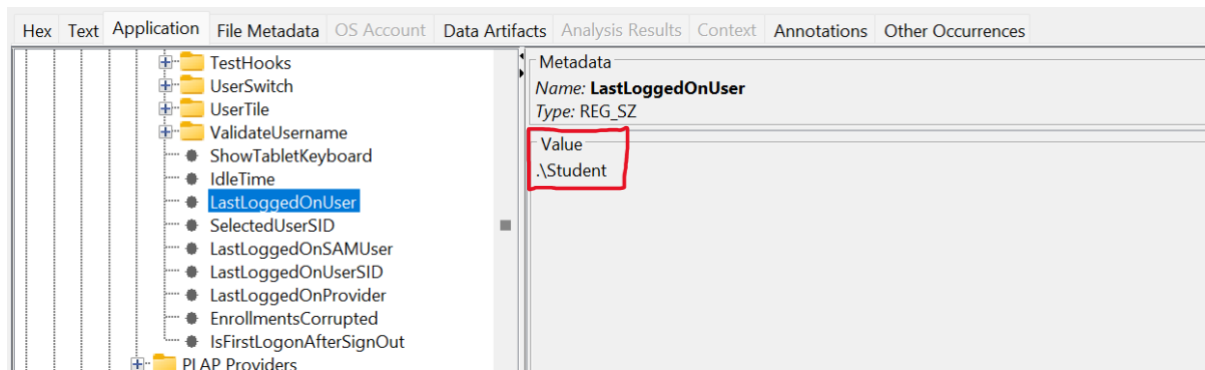 Hex Text Application File Metadata OS Account Data Artifacts Analysis Results Context Annotations Other Occurrences
TestHooks
UserSwitch
UserTile
ValidateUsername
ShowTabletKeyboard
IdleTime
LastLoggedOnUser
SelectedUserSID
LastLoggedOnSAMUser
LastLoggedOnUserSID
LastLoggedOnProvider
EnrollmentsCorrupted
IsFirstLogonAfterSignOut
PLAP Providers
Metadata
Name: LastLoggedOnUser
Type: REG_SZ
Value
.\Student